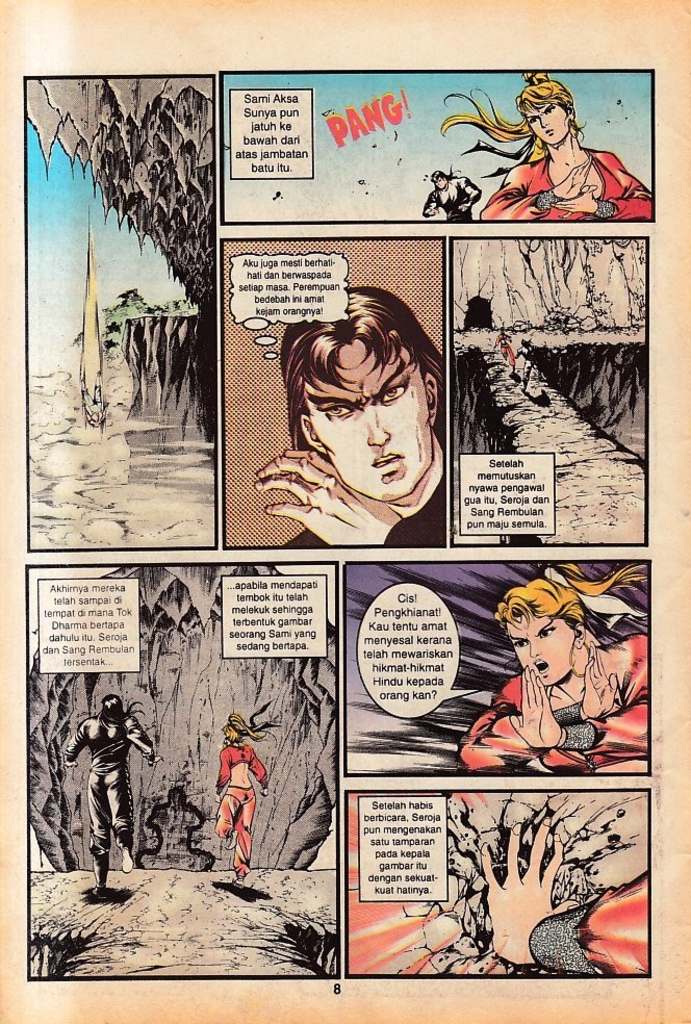 Sami Aksa
Sunya pun
jatuh ke
bawah dari
atas jambatan
batu itu.
PANG!
Aku juga mesti berhati-
hati dan berwaspada
setiap masa. Perempuan
bedebah ini amat
kejam orangnya!
Setelah
memutuskan
nyawa pengawal
gua itu, Seroja dan
Sang Rembulan
pun maju semula.
Akhirnya mereka
telah sampai di
tempat di mana Tok
Dharma bertapa
dahulu itu. Seroja
dan Sang Rembulan
tersentak...
...apabila mendapati
tembok itu telah
melekuk sehingga
terbentuk gambar
seorang Sami yang
sedang bertapa.
Cis!
Pengkhianat!
Kau tentu amat
menyesal kerana
telah mewariskan
hikmat-hikmat
Hindu kepada
orang kan?
Setelah habis
berbicara, Seroja
pun mengenakan
satu tamparan
pada kepala
gambar itu
dengan sekuat-
kuat hatinya.
8